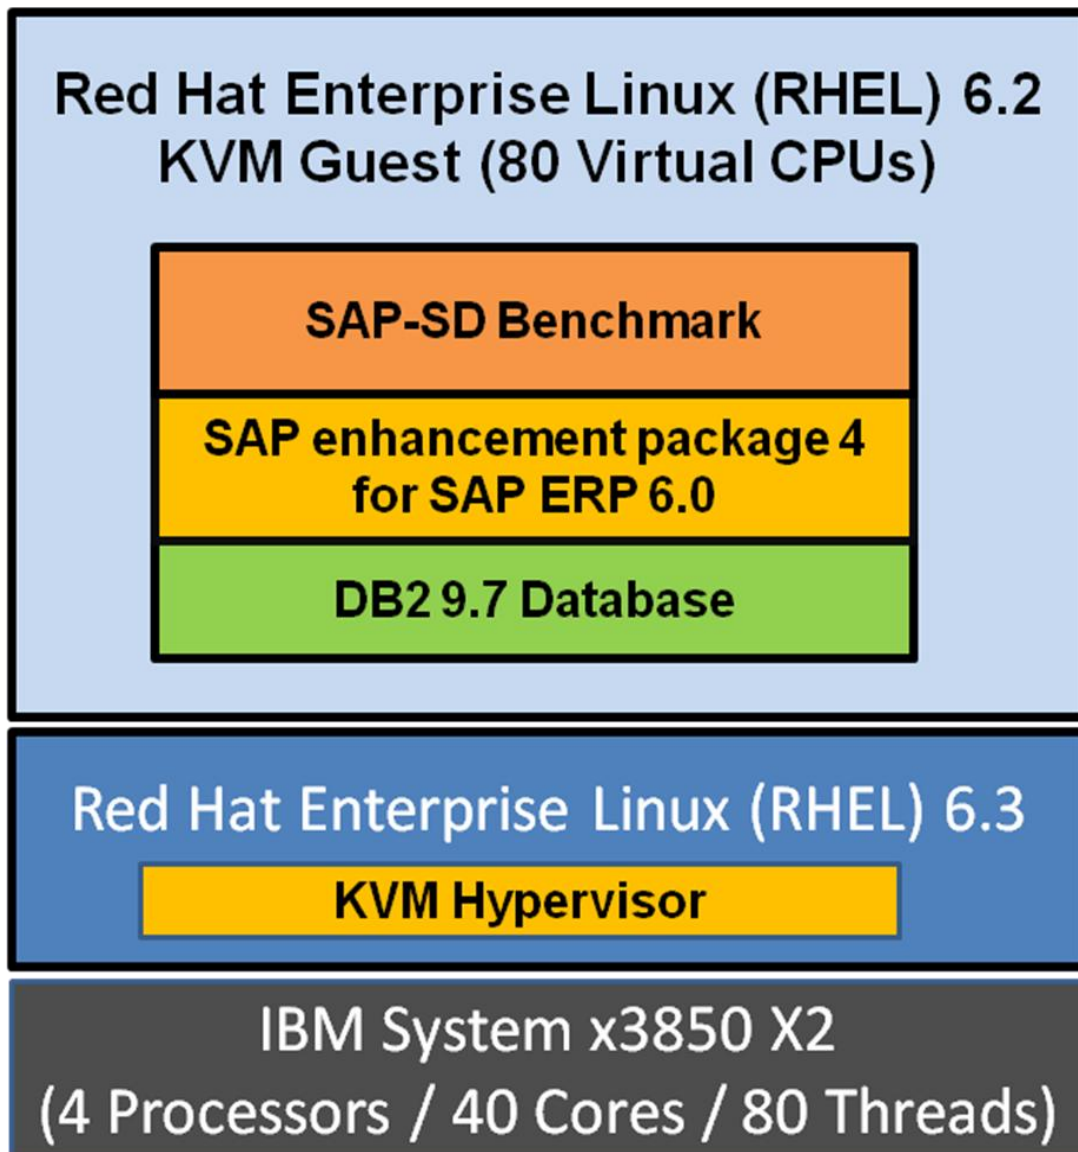 Red Hat Enterprise Linux (RHEL) 6.2
KVM Guest (80 Virtual CPUs)
SAP-SD Benchmark
SAP enhancement package 4
for SAP ERP 6.0
DB2 9.7 Database
Red Hat Enterprise Linux (RHEL) 6.3
KVM Hypervisor
IBM System x3850 X2
(4 Processors / 40 Cores / 80 Threads)